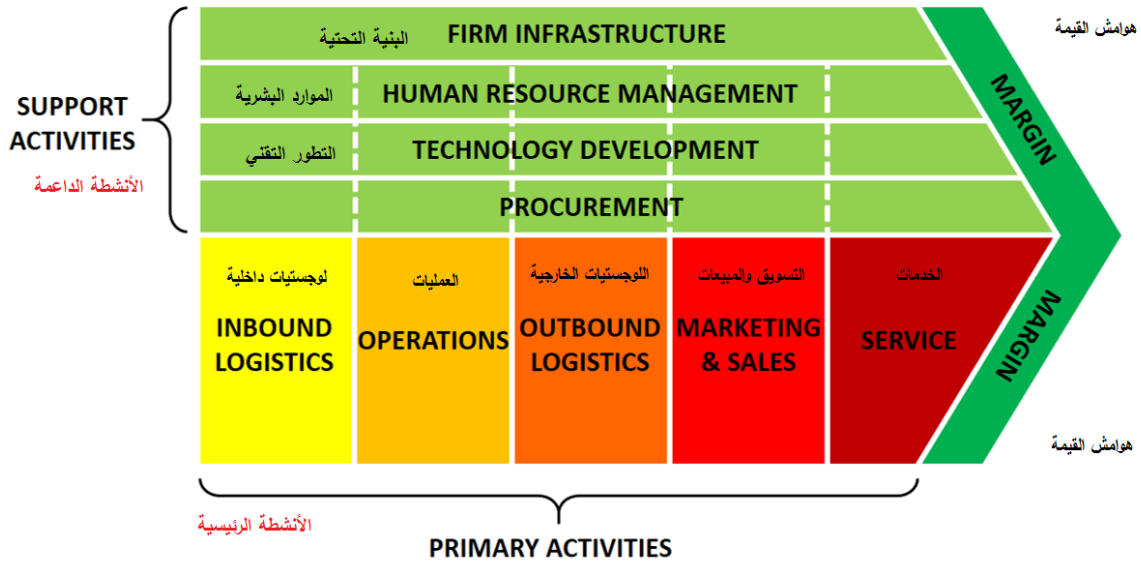 البنية التحتية FIRM INFRASTRUCTURE
هوامش القيمة
الموارد البشرية HUMAN RESOURCE MANAGEMENT
MARGIN
SUPPORT
ACTIVITIES
التطور التقني TECHNOLOGY DEVELOPMENT
الأنشطة الداعمة
PROCUREMENT
لوجستيات داخلية
INBOUND
LOGISTICS
العمليات
OPERATIONS
اللوجستيات الخارجية
OUTBOUND
LOGISTICS
التسويق والمبيعات
MARKETING
& SALES
الخدمات
SERVICE
MARGIN
هوامش القيمة
الأنشطة الرئيسية
PRIMARY ACTIVITIES